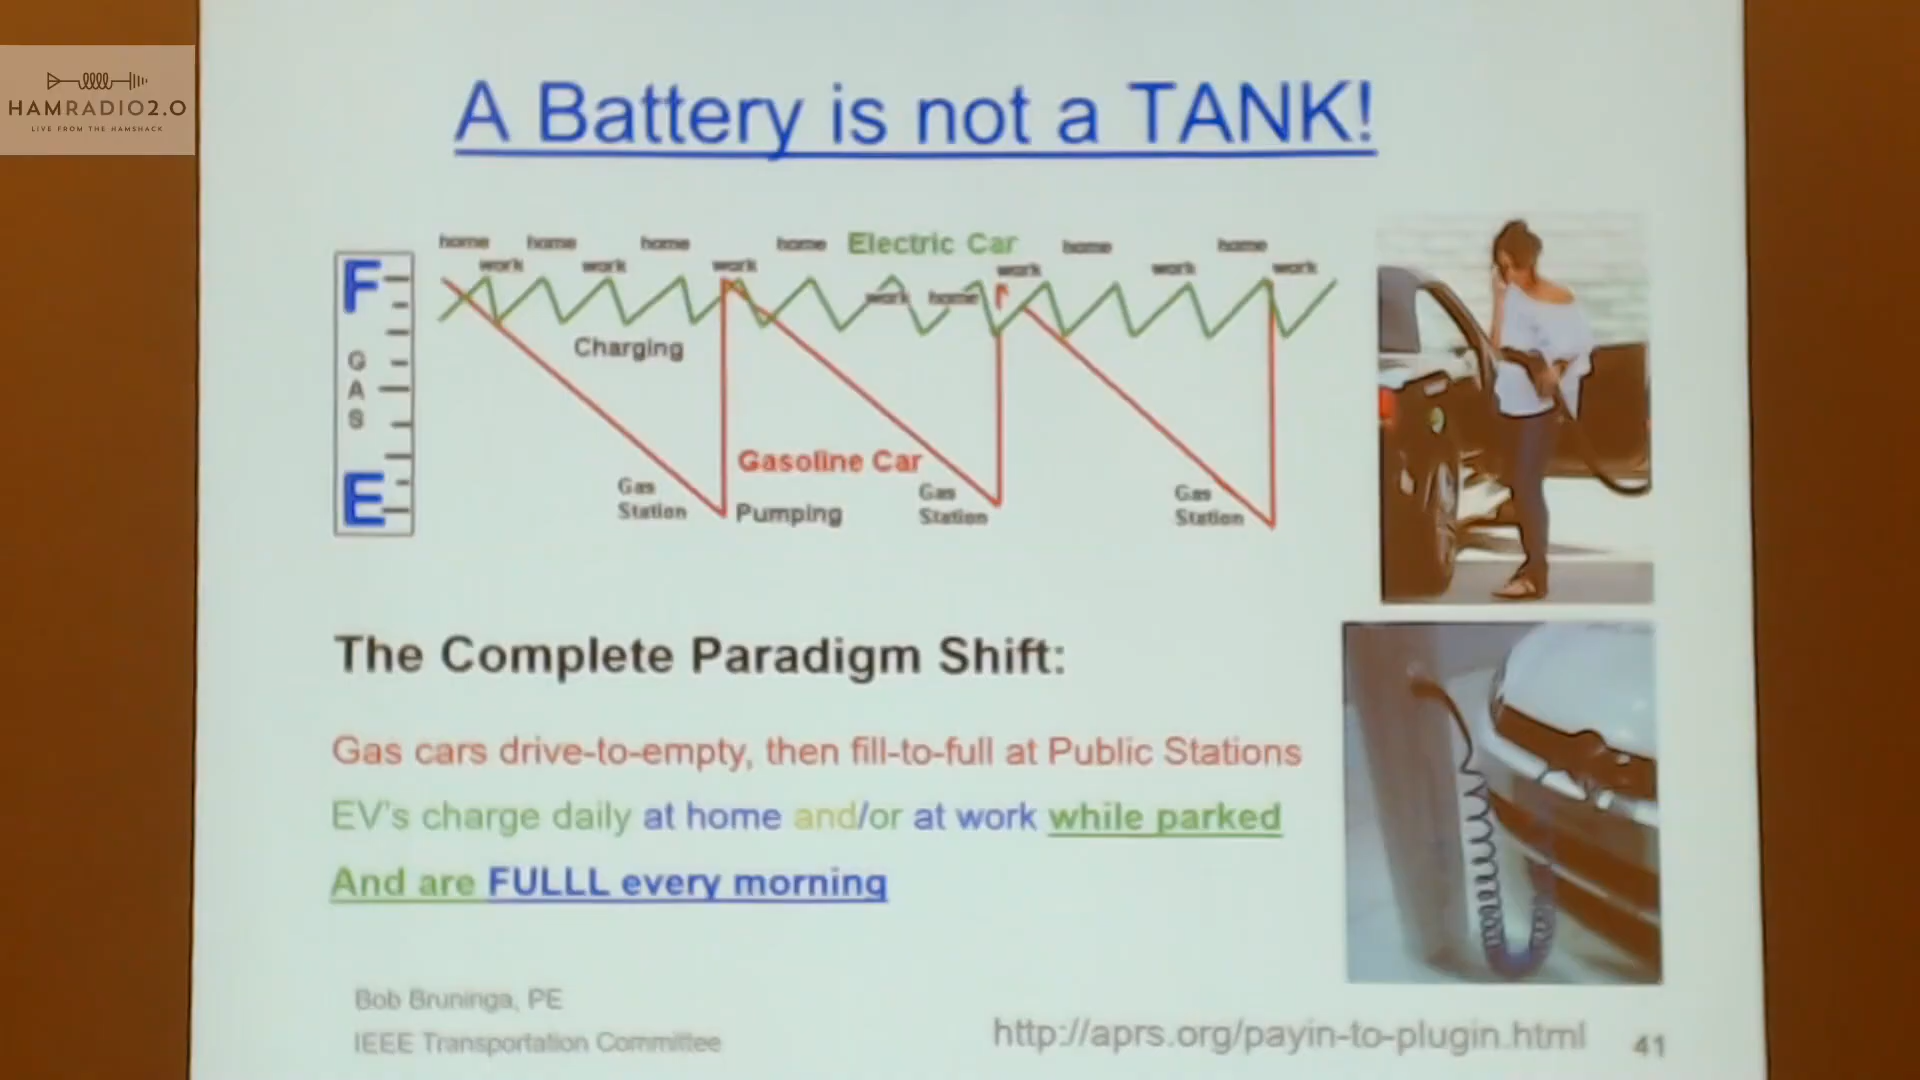 HAMRADIO2.0
LIVE FROM THE HAMSHACK
A Battery is not a TANK!
home home home home Electric Car home home
work work work work work work
work home
F
GAS
E
Charging
Gasoline Car
Gas Station
Pumping
Gas Station
Gas Station
The Complete Paradigm Shift:
Gas cars drive-to-empty, then fill-to-full at Public Stations
EV's charge daily at home and/or at work while parked
And are FULLL every morning
Bob Bruninga, PE
IEEE Transportation Committee
http://aprs.org/payin-to-plugin.html
41